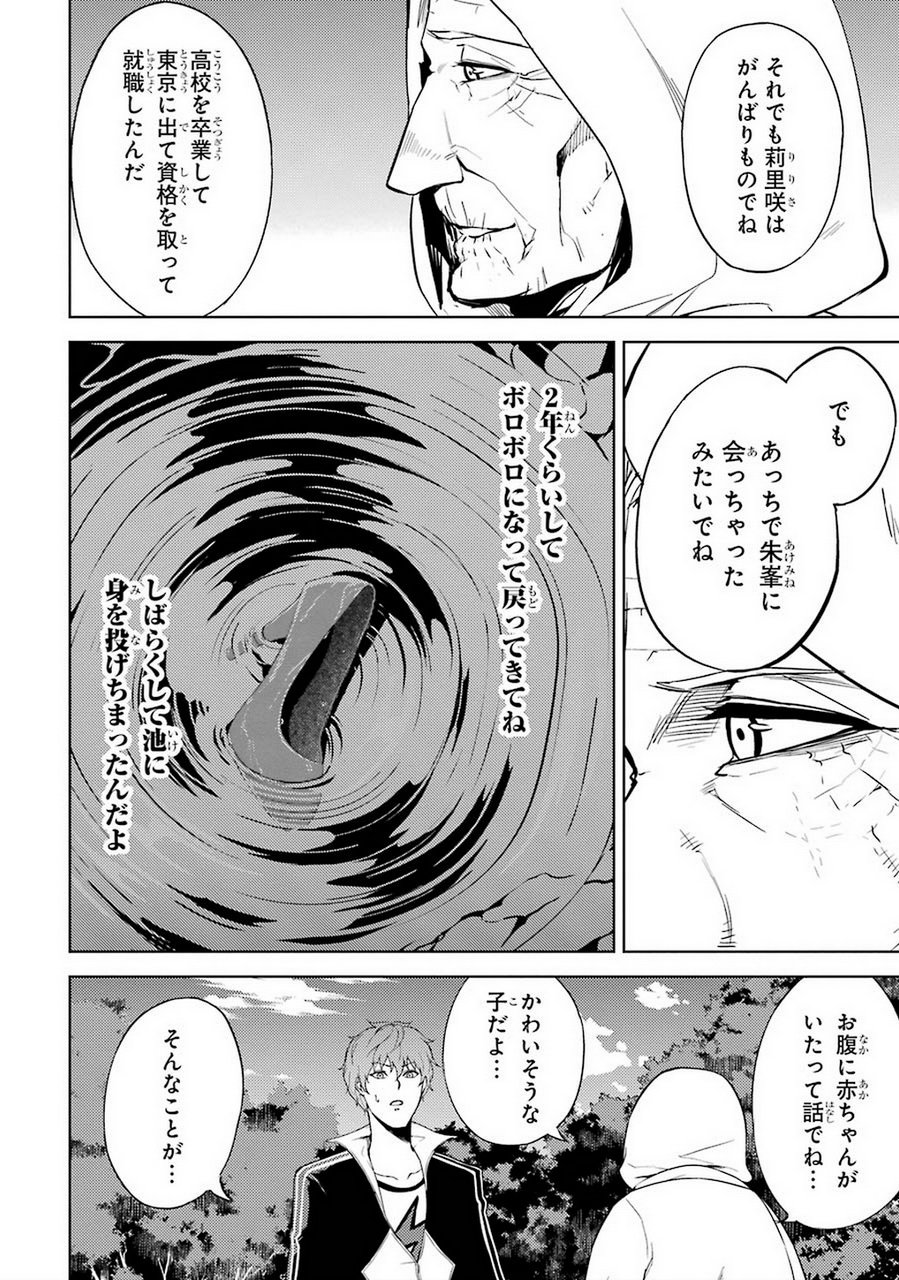 それでも莉里咲は
がんばりものでね
高校を卒業して
東京に出て資格を取って
就職したんだ
でも
あっちで朱峯に
会っちゃった
みたいでね
2年くらいして
ボロボロになって戻ってきてね
しばらくして池に
身を投げちまったんだよ
お腹に赤ちゃんが
いたって話でね…
かわいそうな
子だよ…
そんなことが…